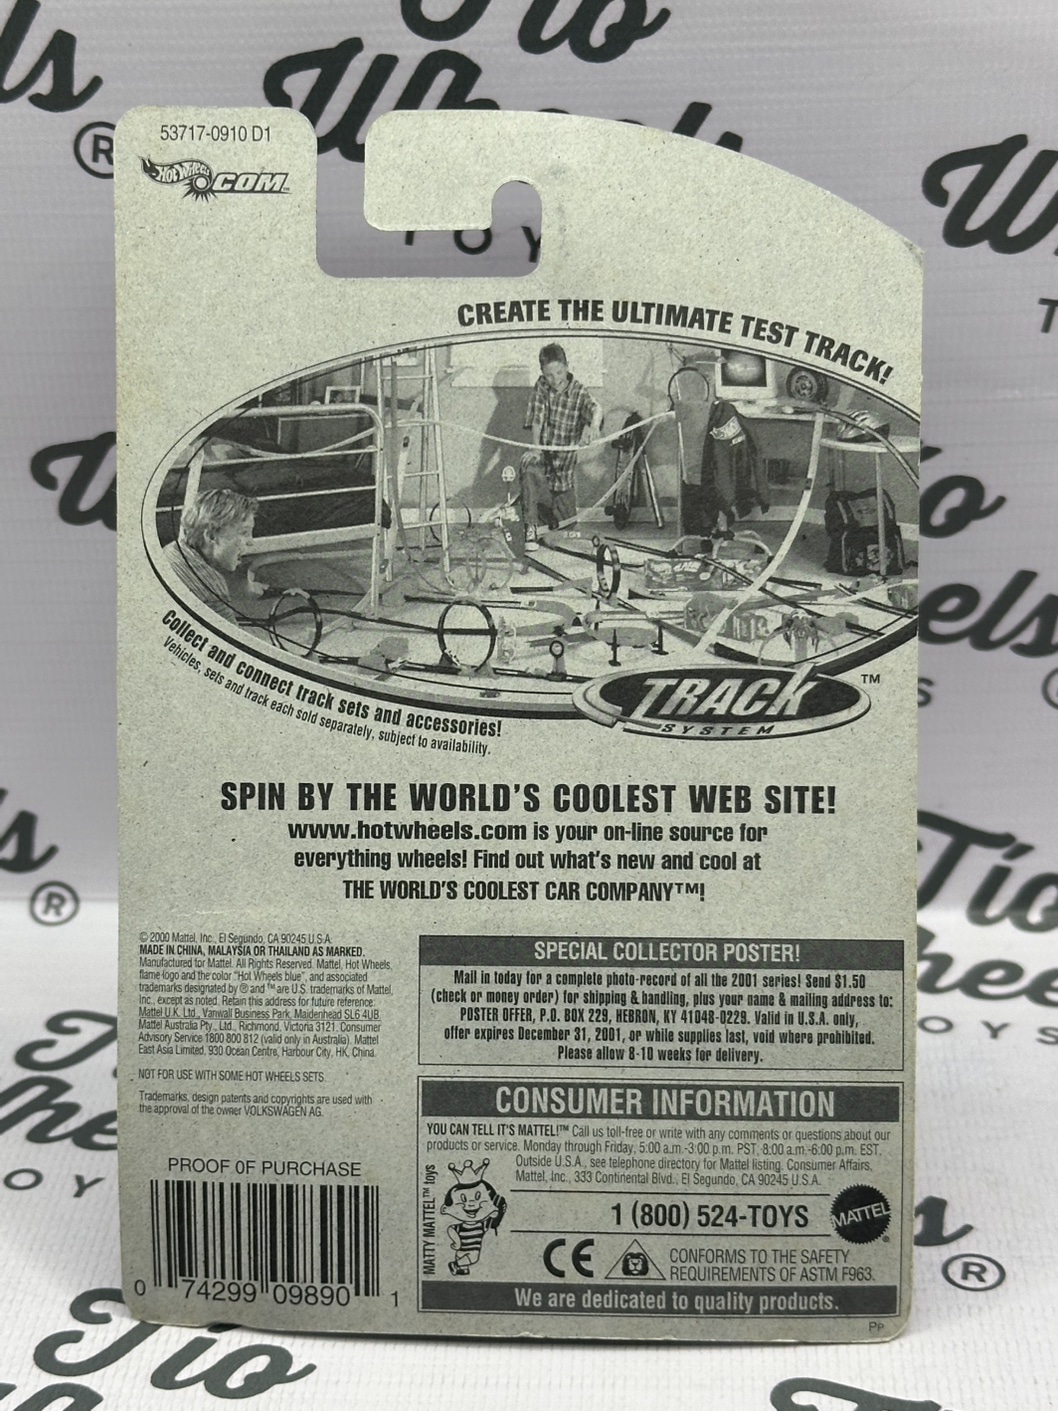 53717-0910 D1
Hot Wheels .COM™
CREATE THE ULTIMATE TEST TRACK!
Collect and connect track sets and accessories!
Vehicles, sets and track each sold separately, subject to availability.
TRACK ™
SYSTEM
SPIN BY THE WORLD'S COOLEST WEB SITE!
www.hotwheels.com is your on-line source for
everything wheels! Find out what's new and cool at
THE WORLD'S COOLEST CAR COMPANY™!
© 2000 Mattel, Inc., El Segundo, CA 90245 U.S.A.
MADE IN CHINA, MALAYSIA OR THAILAND AS MARKED.
Manufactured for Mattel. All Rights Reserved. Mattel, Hot Wheels,
flame logo and the color "Hot Wheels blue", and associated
trademarks designated by ® and ™ are U.S. trademarks of Mattel,
Inc., except as noted. Retain this address for future reference:
Mattel U.K. Ltd., Vanwall Business Park, Maidenhead SL6 4UB.
Mattel Australia Pty., Ltd., Richmond, Victoria 3121. Consumer
Advisory Service 1800 800 812 (valid only in Australia). Mattel
East Asia Limited, 930 Ocean Centre, Harbour City, HK, China.
NOT FOR USE WITH SOME HOT WHEELS SETS.
Trademarks, design patents and copyrights are used with
the approval of the owner VOLKSWAGEN AG.
PROOF OF PURCHASE
0 74299 09890 1
SPECIAL COLLECTOR POSTER!
Mail in today for a complete photo-record of all the 2001 series! Send $1.50
(check or money order) for shipping & handling, plus your name & mailing address to:
POSTER OFFER, P.O. BOX 229, HEBRON, KY 41048-0229. Valid in U.S.A. only,
offer expires December 31, 2001, or while supplies last, void where prohibited.
Please allow 8-10 weeks for delivery.
CONSUMER INFORMATION
YOU CAN TELL IT'S MATTEL!™ Call us toll-free or write with any comments or questions about our
products or service. Monday through Friday, 5:00 a.m.-3:00 p.m. PST, 8:00 a.m.-6:00 p.m. EST.
Outside U.S.A., see telephone directory for Mattel listing. Consumer Affairs,
Mattel, Inc., 333 Continental Blvd., El Segundo, CA 90245 U.S.A.
MATTY MATTEL™ toys
1 (800) 524-TOYS
MATTEL ®
CE
CONFORMS TO THE SAFETY
REQUIREMENTS OF ASTM F963.
We are dedicated to quality products.
PP
Tio
Wheels
TOY
Tio
Wheels ®
TOYS